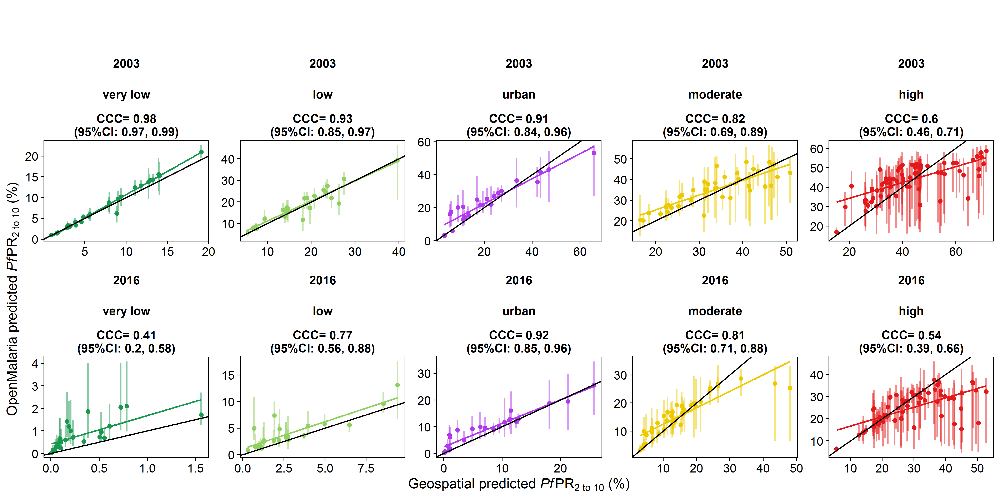 2003 2003 2003 2003 2003
very low low urban moderate high
CCC= 0.98 CCC= 0.93 CCC= 0.91 CCC= 0.82 CCC= 0.6
(95%CI: 0.97, 0.99) (95%CI: 0.85, 0.97) (95%CI: 0.84, 0.96) (95%CI: 0.69, 0.89) (95%CI: 0.46, 0.71)
20 15 10 5 0
5 10 15 20
40 30 20 10
10 20 30 40
60 40 20 0
20 40 60
50 40 30 20
20 30 40 50
60 50 40 30 20
20 40 60
2016 2016 2016 2016 2016
very low low urban moderate high
CCC= 0.41 CCC= 0.77 CCC= 0.92 CCC= 0.81 CCC= 0.54
(95%CI: 0.2, 0.58) (95%CI: 0.56, 0.88) (95%CI: 0.85, 0.96) (95%CI: 0.71, 0.88) (95%CI: 0.39, 0.66)
4 3 2 1 0
0.0 0.5 1.0 1.5
15 10 5 0
0.0 2.5 5.0 7.5
30 20 10 0
0 10 20
30 20 10
10 20 30 40 50
40 30 20 10
10 20 30 40 50
OpenMalaria predicted PfPR2 to 10 (%)
Geospatial predicted PfPR2 to 10 (%)